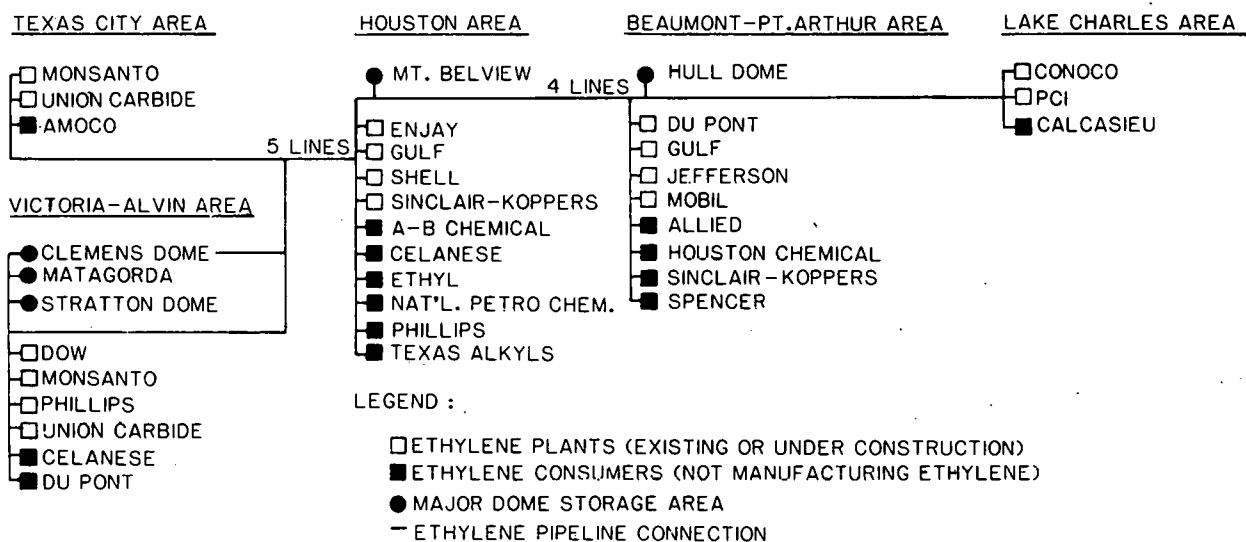 TEXAS CITY AREA
MONSANTO
UNION CARBIDE
AMOCO
VICTORIA-ALVIN AREA
CLEMENS DOME
MATAGORDA
STRATTON DOME
DOW
MONSANTO
PHILLIPS
UNION CARBIDE
CELANESE
DU PONT
5 LINES
HOUSTON AREA
MT. BELVIEW
ENJAY
GULF
SHELL
SINCLAIR-KOPPERS
A-B CHEMICAL
CELANESE
ETHYL
NAT'L. PETRO CHEM.
PHILLIPS
TEXAS ALKYLS
4 LINES
BEAUMONT-PT.ARTHUR AREA
HULL DOME
DU PONT
GULF
JEFFERSON
MOBIL
ALLIED
HOUSTON CHEMICAL
SINCLAIR-KOPPERS
SPENCER
LAKE CHARLES AREA
CONOCO
PCI
CALCASIEU
LEGEND :
ETHYLENE PLANTS (EXISTING OR UNDER CONSTRUCTION)
ETHYLENE CONSUMERS (NOT MANUFACTURING ETHYLENE)
MAJOR DOME STORAGE AREA
ETHYLENE PIPELINE CONNECTION